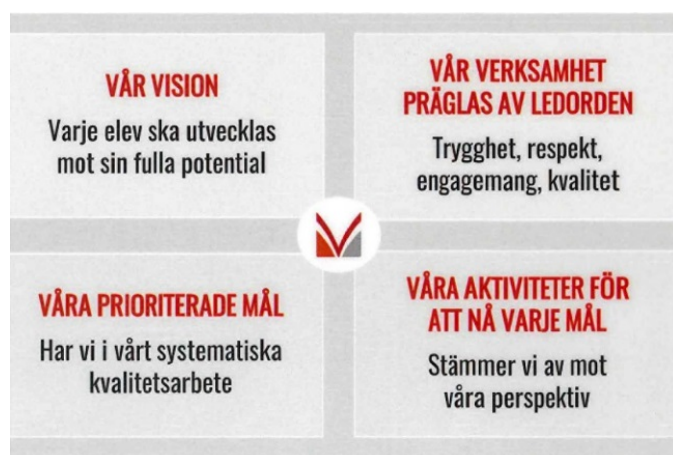 VÅR VISION
Varje elev ska utvecklas
mot sin fulla potential
VÅR VERKSAMHET
PRÄGLAS AV LEDORDEN
Trygghet, respekt,
engagemang, kvalitet
VÅRA PRIORITERADE MÅL
Har vi i vårt systematiska
kvalitetsarbete
VÅRA AKTIVITETER FÖR
ATT NÅ VARJE MÅL
Stämmer vi av mot
våra perspektiv